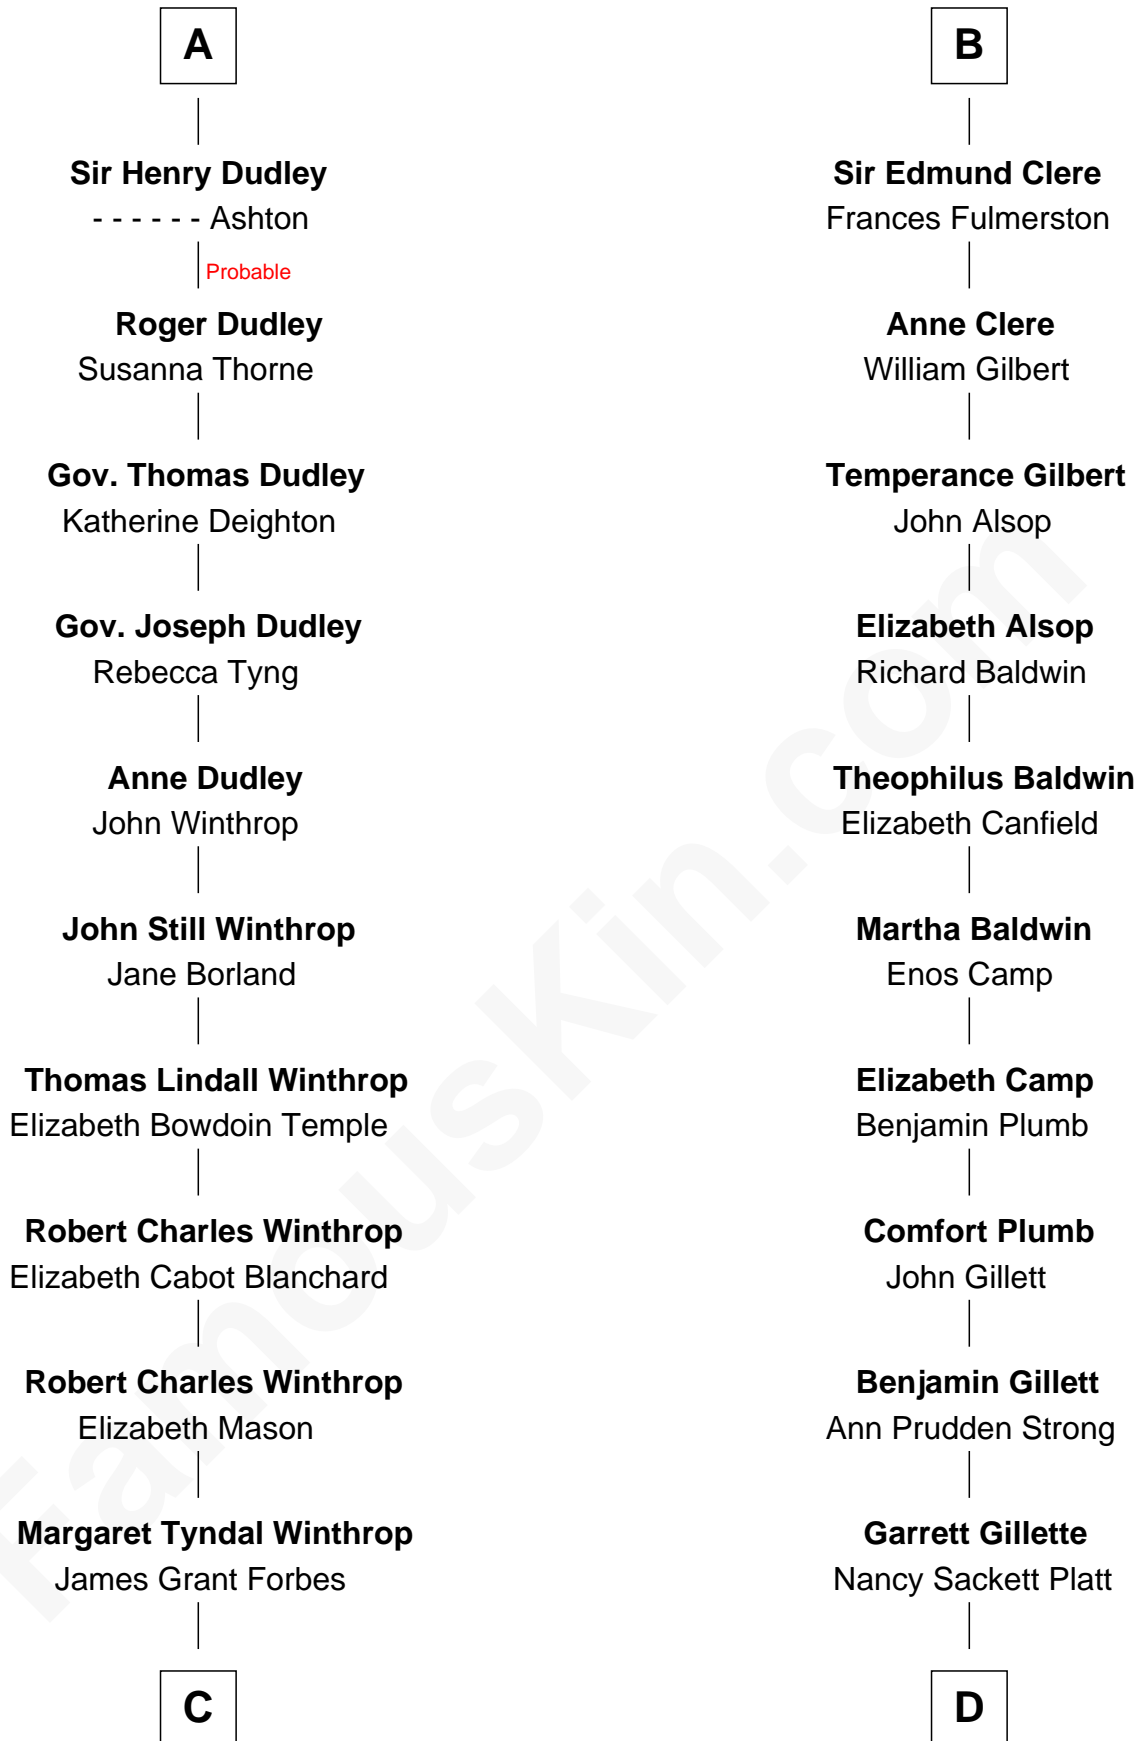 A
Sir Henry Dudley
- - - - - - Ashton
Probable
Roger Dudley
Susanna Thorne
Gov. Thomas Dudley
Katherine Deighton
Gov. Joseph Dudley
Rebecca Tyng
Anne Dudley
John Winthrop
John Still Winthrop
Jane Borland
Thomas Lindall Winthrop
Elizabeth Bowdoin Temple
Robert Charles Winthrop
Elizabeth Cabot Blanchard
Robert Charles Winthrop
Elizabeth Mason
Margaret Tyndal Winthrop
James Grant Forbes
C
B
Sir Edmund Clere
Frances Fulmerston
Anne Clere
William Gilbert
Temperance Gilbert
John Alsop
Elizabeth Alsop
Richard Baldwin
Theophilus Baldwin
Elizabeth Canfield
Martha Baldwin
Enos Camp
Elizabeth Camp
Benjamin Plumb
Comfort Plumb
John Gillett
Benjamin Gillett
Ann Prudden Strong
Garrett Gillette
Nancy Sackett Platt
D
FamousKin.com